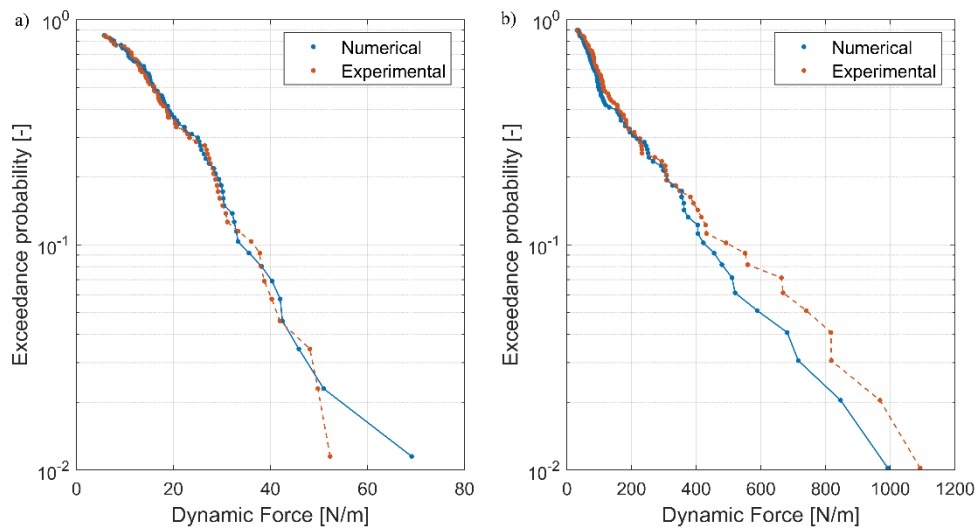 a)
Exceedance probability [-]
10^0
10^-1
10^-2
Numerical
Experimental
0 20 40 60 80
Dynamic Force [N/m]
b)
Exceedance probability [-]
10^0
10^-1
10^-2
Numerical
Experimental
0 200 400 600 800 1000 1200
Dynamic Force [N/m]